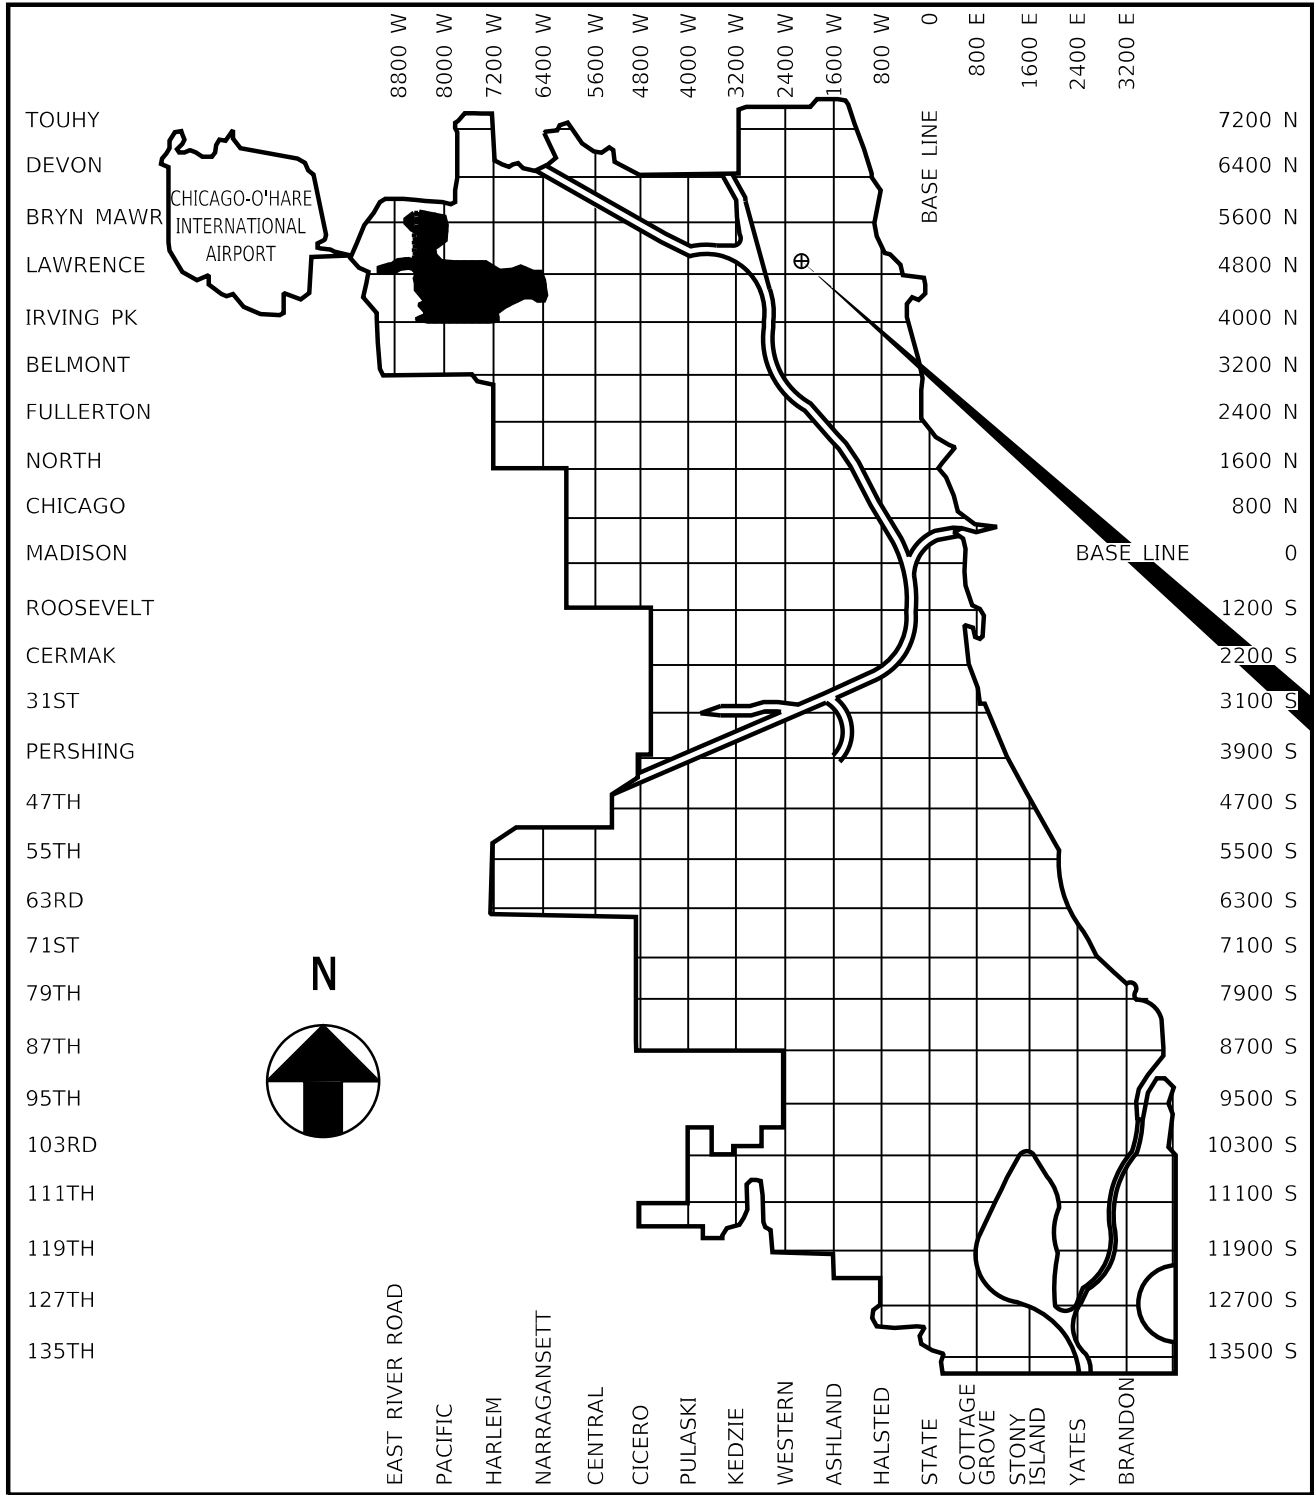 8800 W
8000 W
7200 W
6400 W
5600 W
4800 W
4000 W
3200 W
2400 W
1600 W
800 W
0
800 E
1600 E
2400 E
3200 E
TOUHY
7200 N
BASE LINE
DEVON
6400 N
CHICAGO-O'HARE
INTERNATIONAL
AIRPORT
BRYN MAWR
5600 N
LAWRENCE
4800 N
IRVING PK
4000 N
BELMONT
3200 N
FULLERTON
2400 N
NORTH
1600 N
CHICAGO
800 N
MADISON
BASE LINE
0
ROOSEVELT
1200 S
CERMAK
2200 S
31ST
3100 S
PERSHING
3900 S
47TH
4700 S
55TH
5500 S
63RD
6300 S
71ST
7100 S
N
79TH
7900 S
87TH
8700 S
95TH
9500 S
103RD
10300 S
111TH
11100 S
119TH
11900 S
127TH
12700 S
135TH
13500 S
EAST RIVER ROAD
PACIFIC
HARLEM
NARRAGANSETT
CENTRAL
CICERO
PULASKI
KEDZIE
WESTERN
ASHLAND
HALSTED
STATE
COTTAGE
GROVE
STONY
ISLAND
YATES
BRANDON